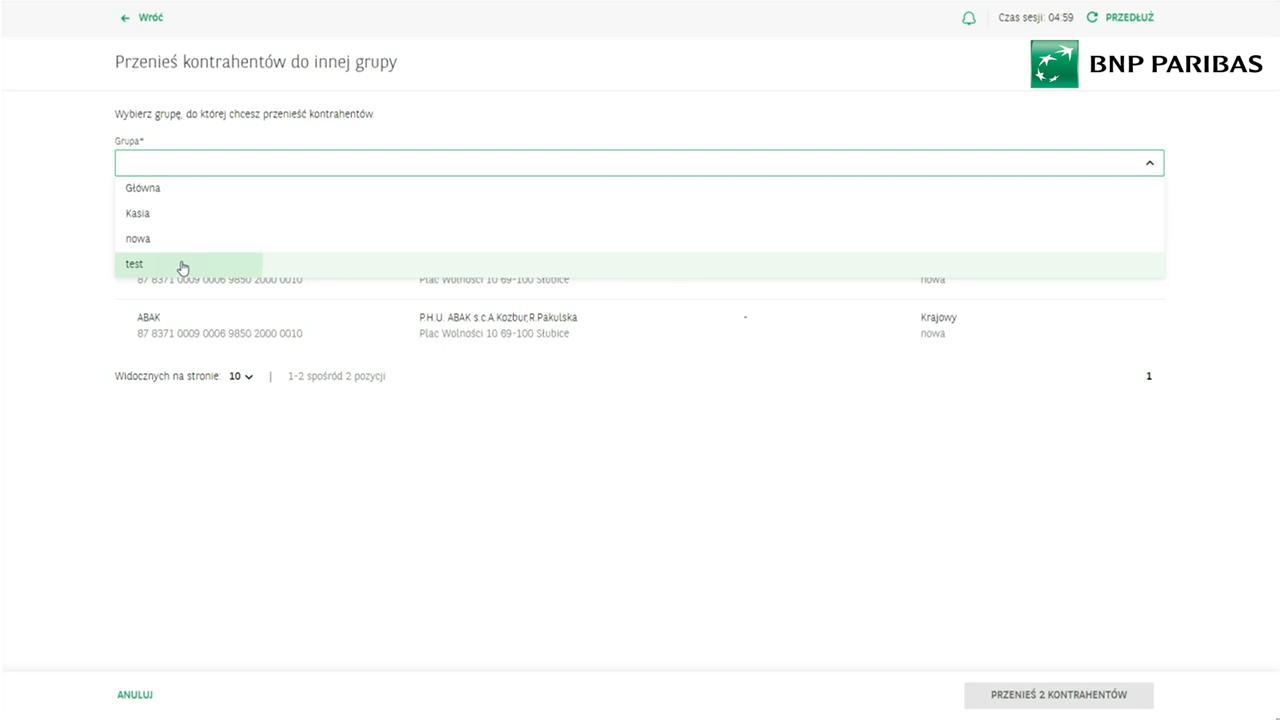 Wróć
Czas sesji: 04:59 PRZEDŁUŻ
Przenieś kontrahentów do innej grupy
BNP PARIBAS
Wybierz grupę, do której chcesz przenieść kontrahentów.
Grupa*
Główna
Kasia
nowa
test
87 8371 0009 0006 9850 2000 0010 Plac Wolności 10 69-100 Słubice nowa
ABAK P.H.U. ABAK s.c.A.Kozbur,R.Pakulska - Krajowy
87 8371 0009 0006 9850 2000 0010 Plac Wolności 10 69-100 Słubice nowa
Widocznych na stronie: 10 | 1-2 spośród 2 pozycji 1
ANULUJ PRZENIEŚ 2 KONTRAHENTÓW